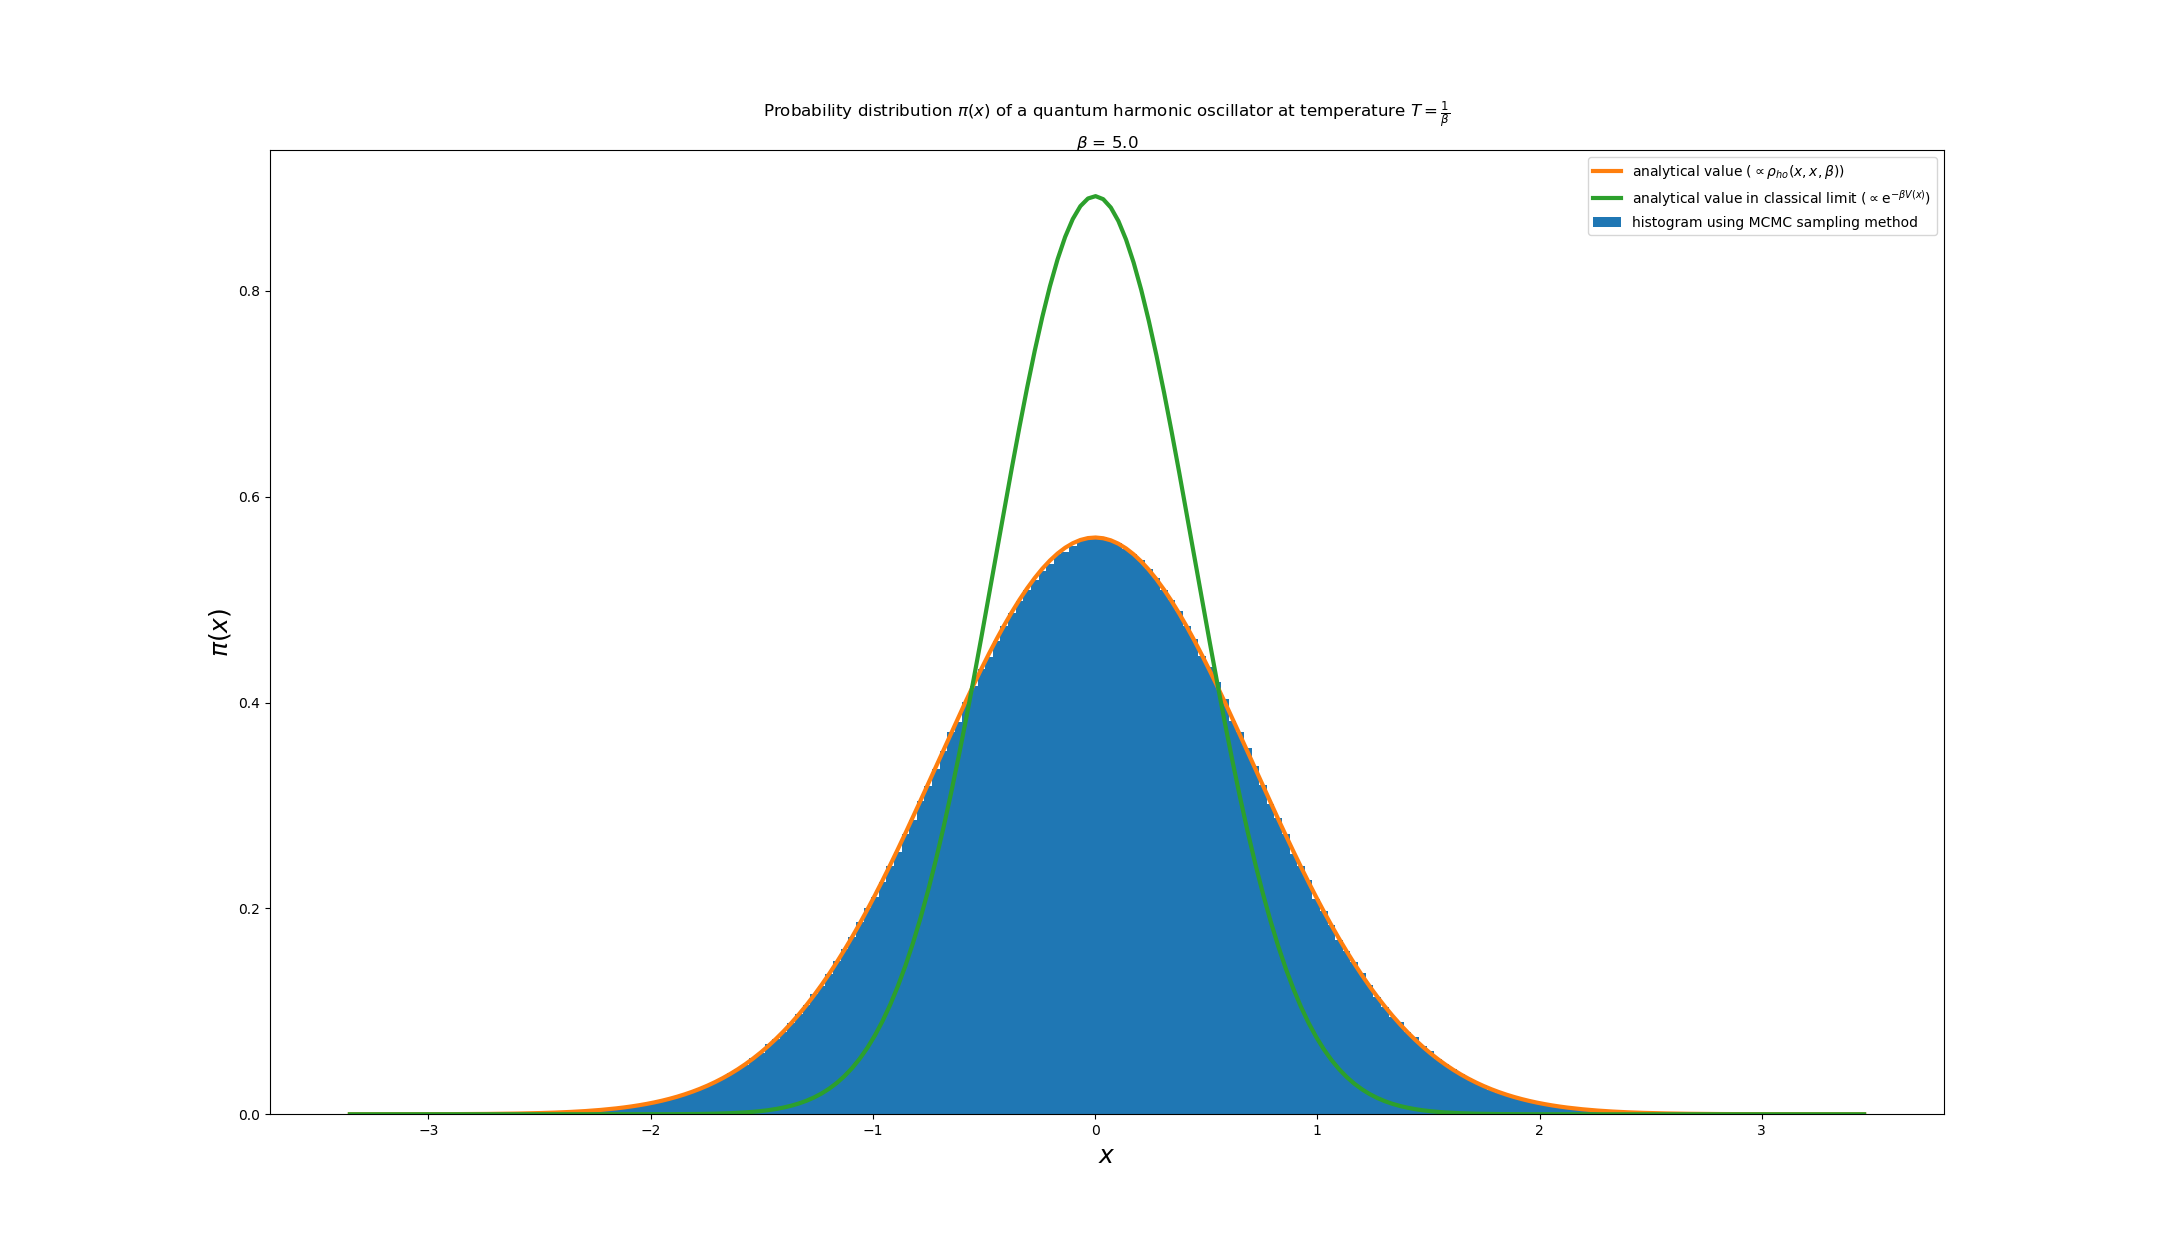 Probability distribution π(x) of a quantum harmonic oscillator at temperature T = 1/β
β = 5.0
analytical value (∝ρ_ho(x, x, β))
analytical value in classical limit (∝e^{−βV(x)})
histogram using MCMC sampling method
π(x)
0.8
0.6
0.4
0.2
0.0
−3 −2 −1 0 1 2 3
x